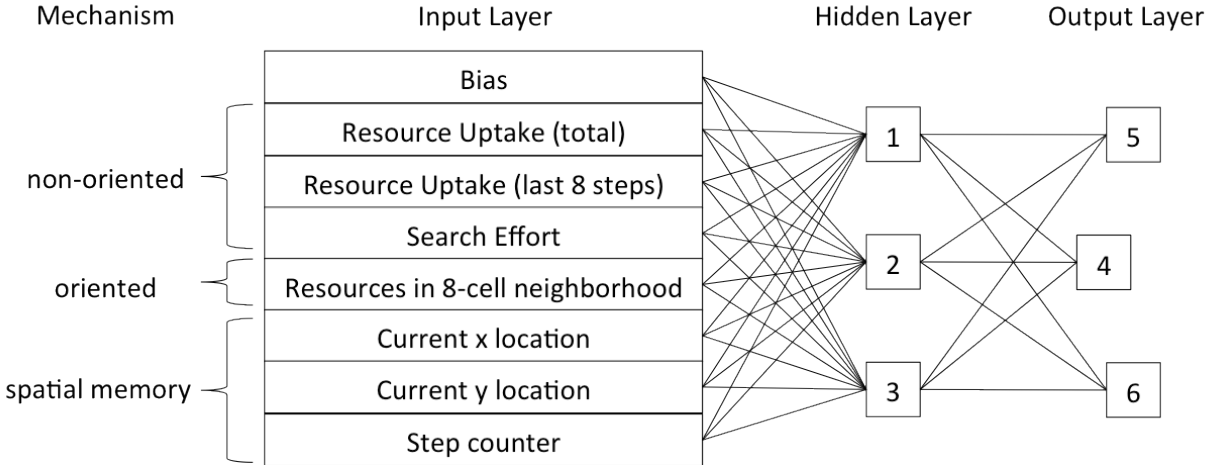 Mechanism Input Layer Hidden Layer Output Layer
Bias
Resource Uptake (total) 1 5
non-oriented Resource Uptake (last 8 steps)
Search Effort
2 4
oriented Resources in 8-cell neighborhood
Current x location
spatial memory Current y location 3 6
Step counter